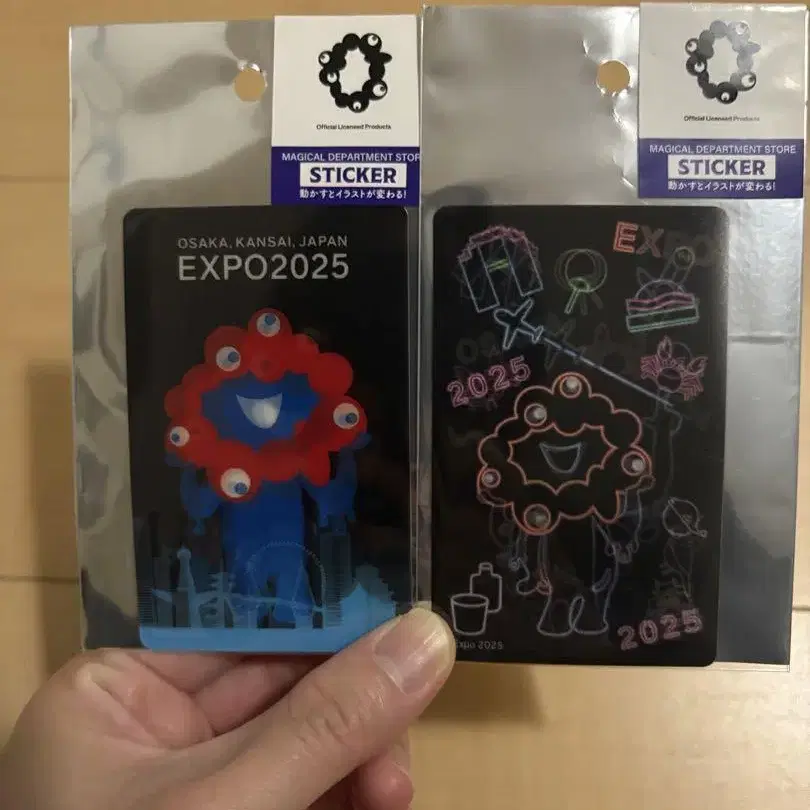 Official Licensed Products
MAGICAL DEPARTMENT STOR
STICKER
動かすとイラストが変わる!
OSAKA, KANSAI, JAPAN
EXPO2025
Official Licensed Products
MAGICAL DEPARTMENT STORE
STICKER
動かすとイラストが変わる!
EXPO
2025
2025
Expo 2025